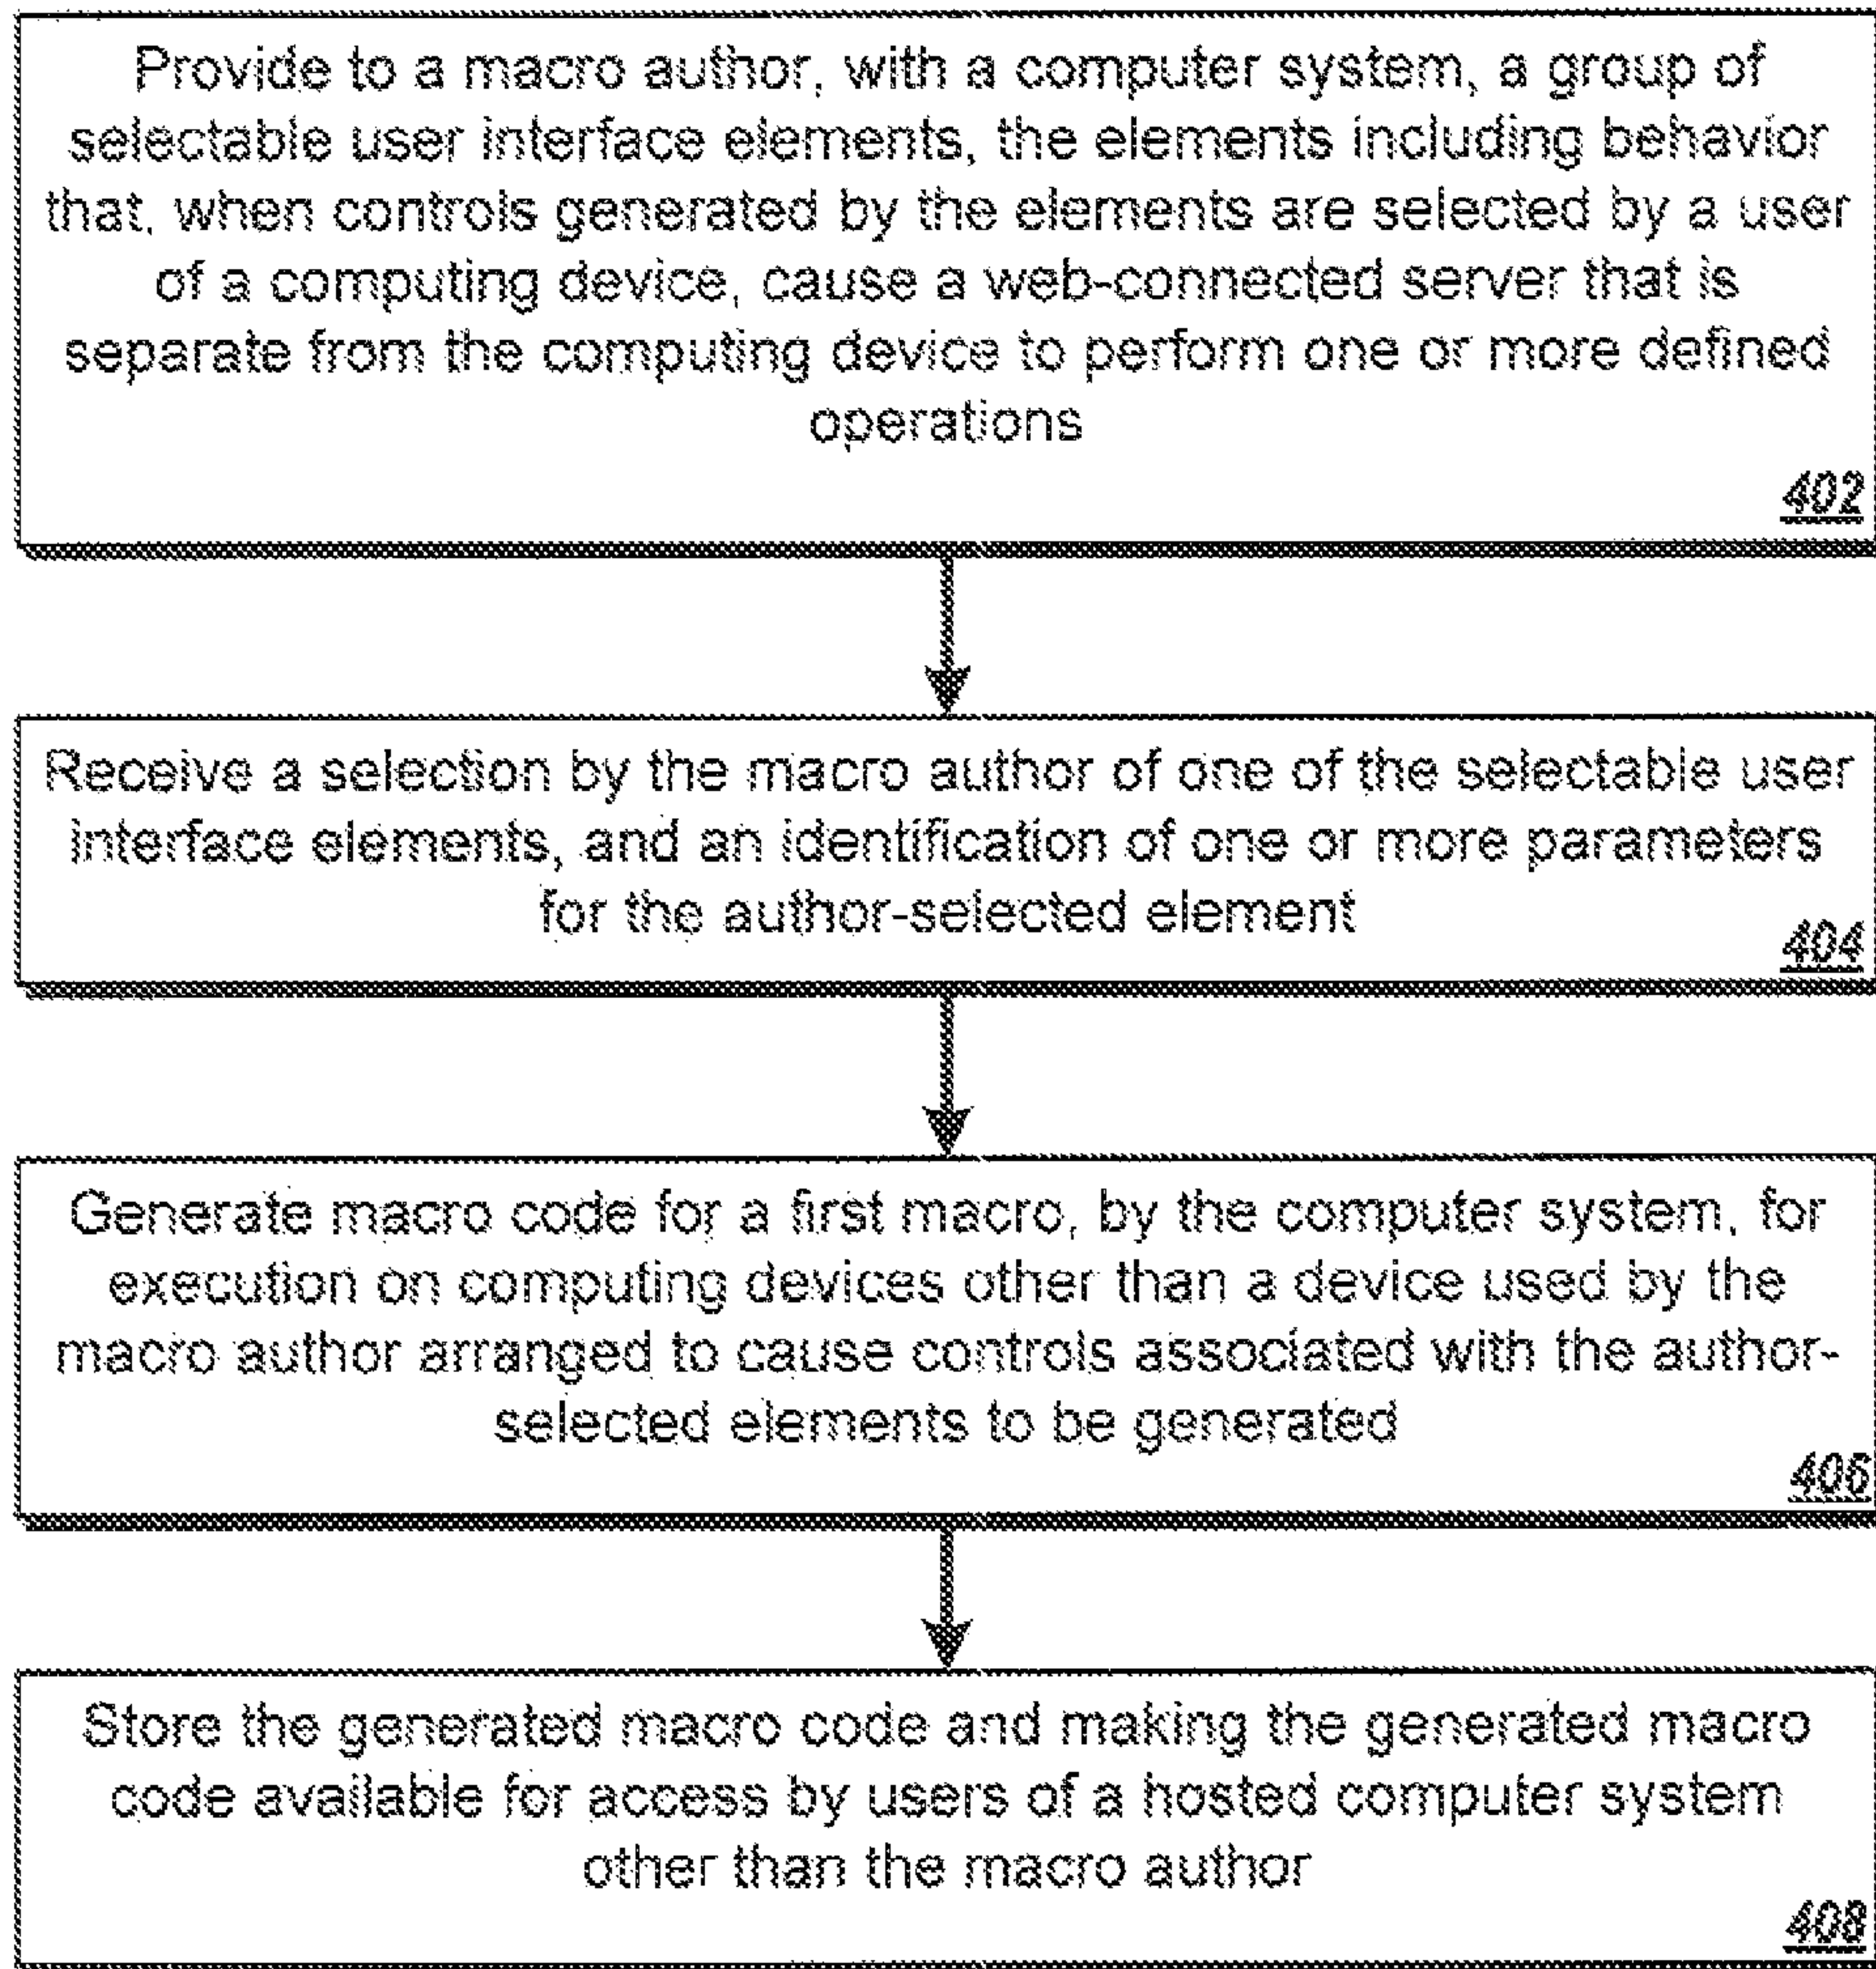 Provide to a macro author, with a computer system, a group of
selectable user interface elements, the elements including behavior
that, when controls generated by the elements are selected by a user
of a computing device, cause a web-connected server that is
separate from the computing device to perform one or more defined
operations
402
Receive a selection by the macro author of one of the selectable user
interface elements, and an identification of one or more parameters
for the author-selected element
404
Generate macro code for a first macro, by the computer system, for
execution on computing devices other than a device used by the
macro author arranged to cause controls associated with the author-
selected elements to be generated
406
Store the generated macro code and making the generated macro
code available for access by users of a hosted computer system
other than the macro author
408